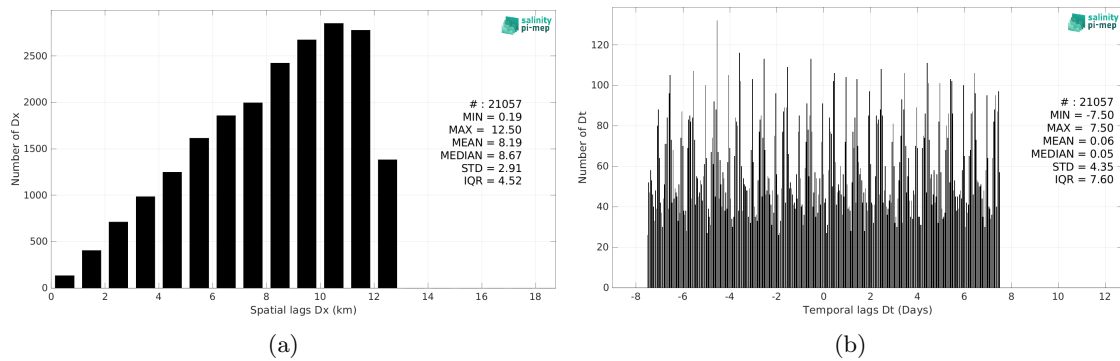 salinity
pi-mep
2500
2000
1500
1000
500
0
Number of Dx
# : 21057
MIN = 0.19
MAX = 12.50
MEAN = 8.19
MEDIAN = 8.67
STD = 2.91
IQR = 4.52
0 2 4 6 8 10 12 14 16 18
Spatial lags Dx (km)
(a)
salinity
pi-mep
120
100
80
60
40
20
0
Number of Dt
# : 21057
MIN = -7.50
MAX = 7.50
MEAN = 0.06
MEDIAN = 0.05
STD = 4.35
IQR = 7.60
-8 -6 -4 -2 0 2 4 6 8 10 12
Temporal lags Dt (Days)
(b)